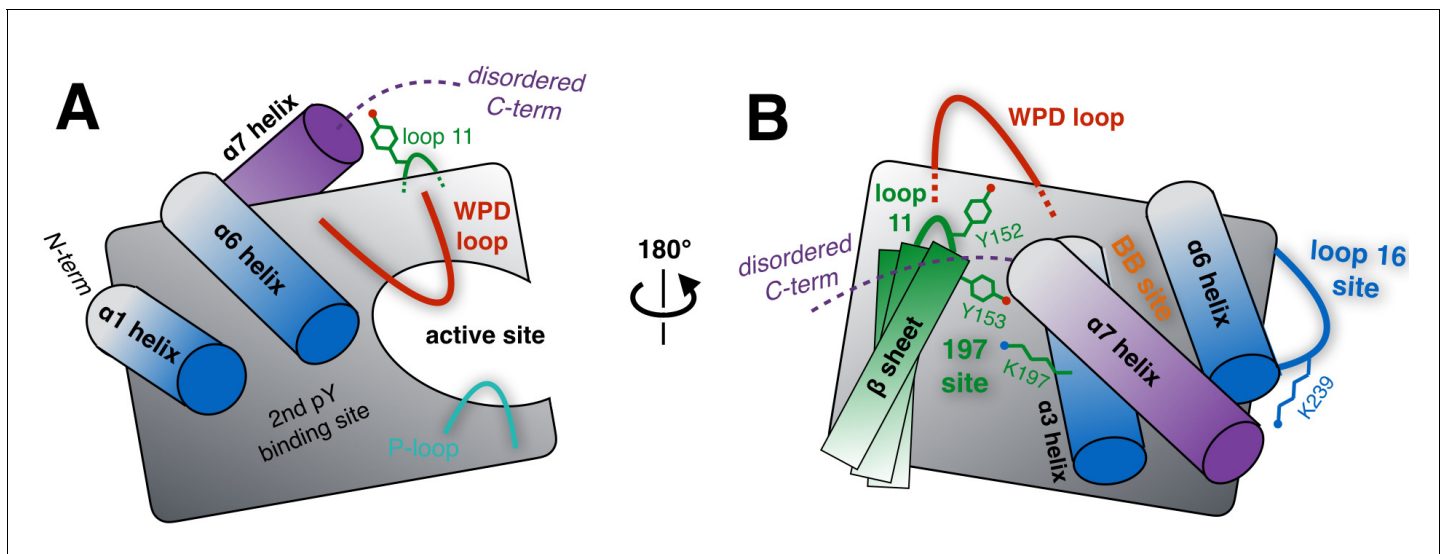 A
α7 helix
disordered
C-term
loop 11
WPD
loop
α6 helix
N-term
α1 helix
active site
2nd pY
binding site
P-loop
180°
B
WPD loop
loop
11
Y152
disordered
C-term
Y153
BB site
α6 helix
loop 16
site
β sheet
197
site
K197
α7 helix
α3 helix
K239